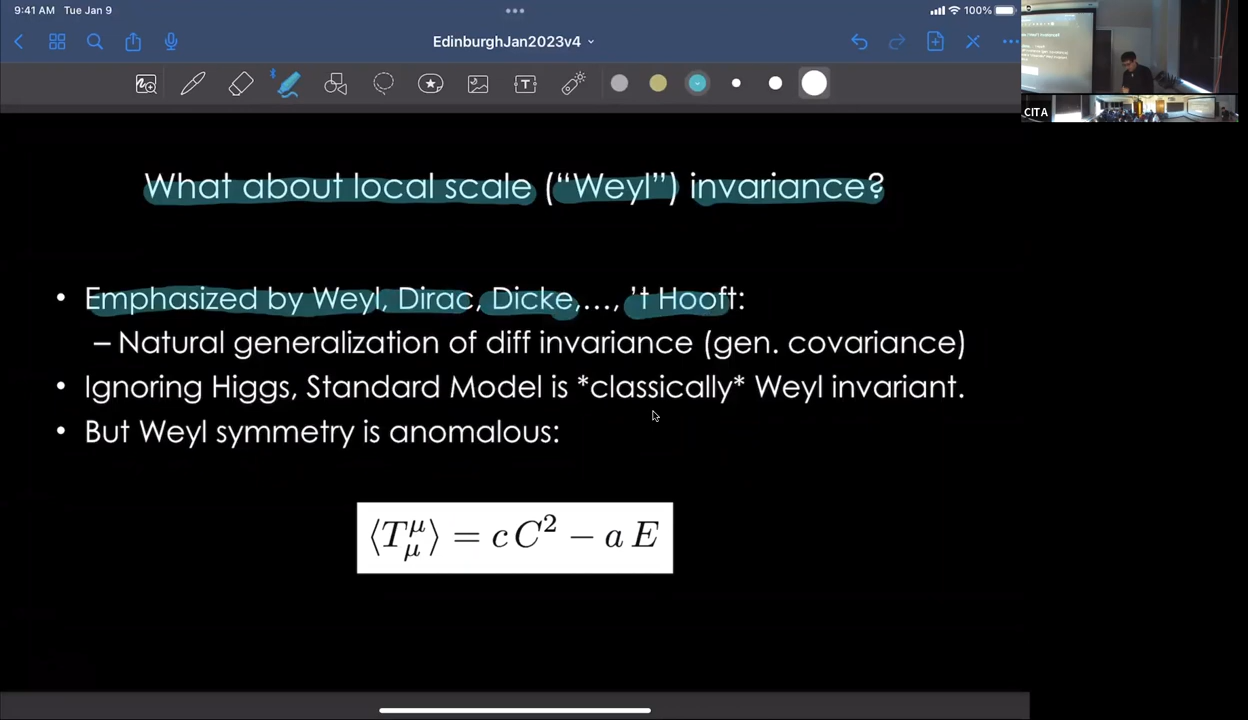 9:41 AM Tue Jan 9
100%
EdinburghJan2023v4
CITA
What about local scale (“Weyl”) invariance?
• Emphasized by Weyl, Dirac, Dicke,…, ’t Hooft:
– Natural generalization of diff invariance (gen. covariance)
• Ignoring Higgs, Standard Model is *classically* Weyl invariant.
• But Weyl symmetry is anomalous:
⟨T^μ_μ⟩ = c C² − a E